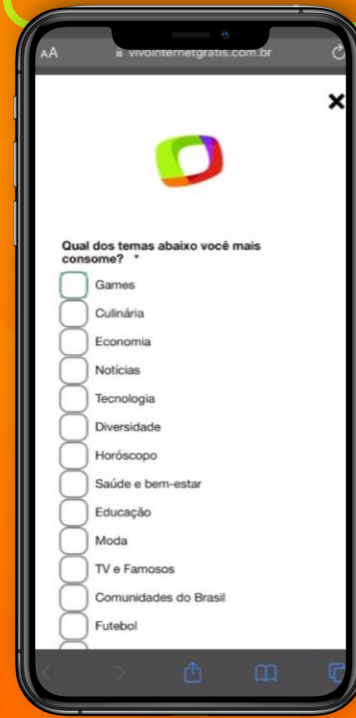 AA vivointernetgratis.com.br
Qual dos temas abaixo você mais
consome? *
Games
Culinária
Economia
Notícias
Tecnologia
Diversidade
Horóscopo
Saúde e bem-estar
Educação
Moda
TV e Famosos
Comunidades do Brasil
Futebol